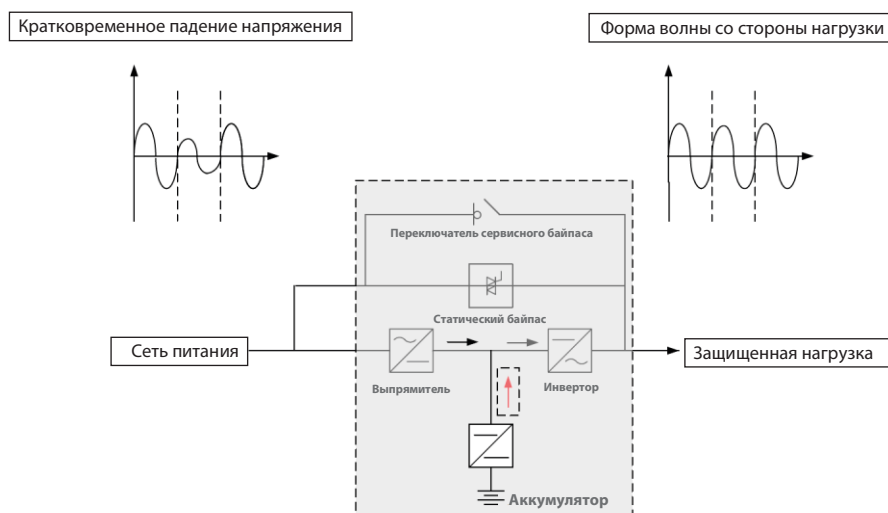 Кратковременное падение напряжения
Форма волны со стороны нагрузки
Переключатель сервисного байпаса
Статический байпас
Сеть питания
Защищенная нагрузка
Выпрямитель
Инвертор
Аккумулятор